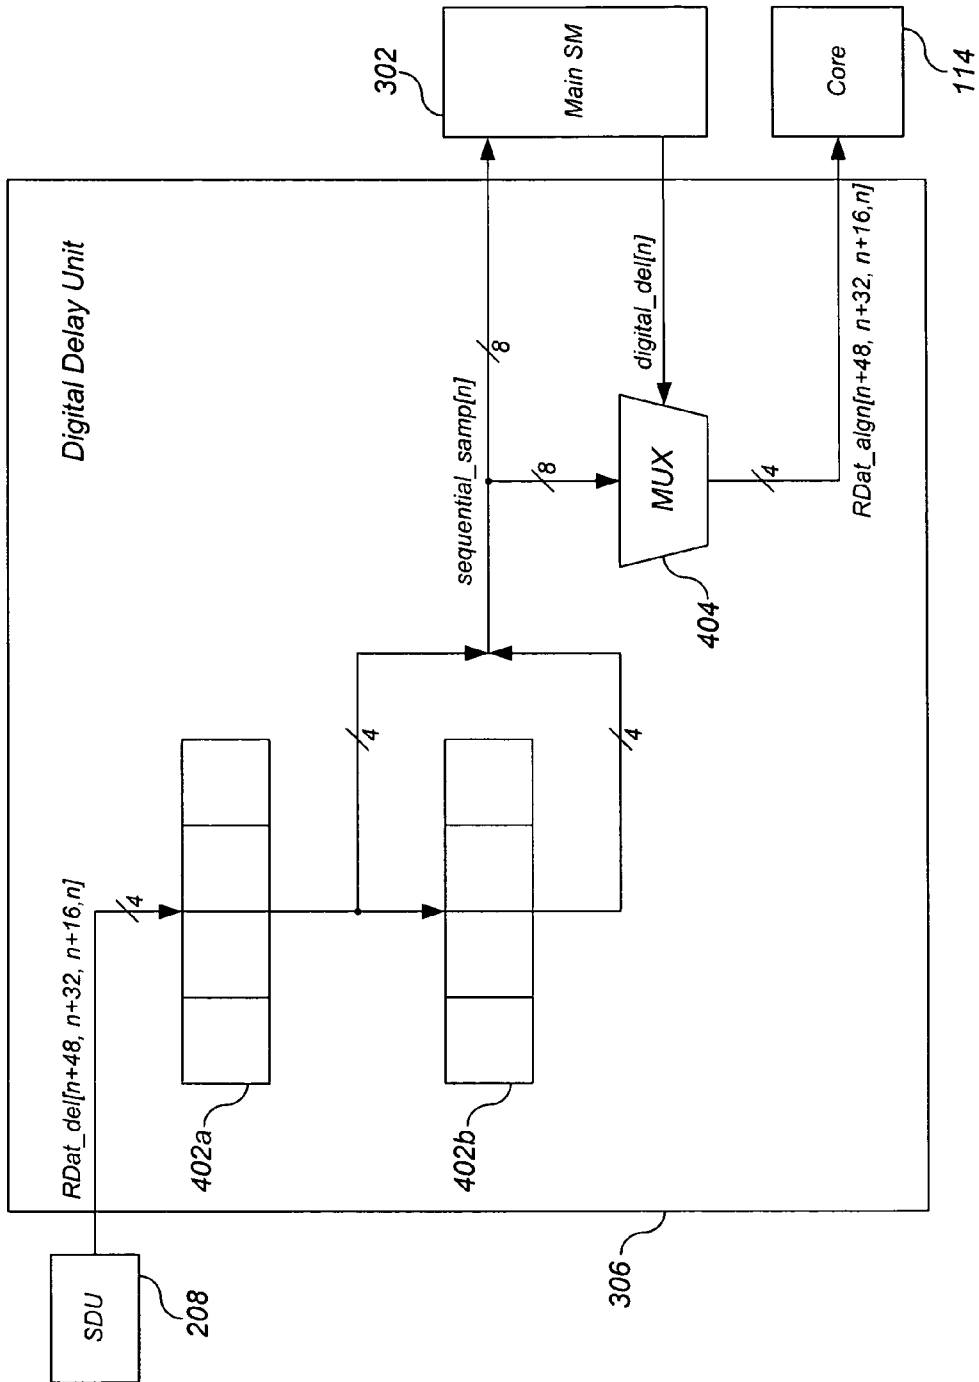 Digital Delay Unit
SDU
208
RDat_del[n+48, n+32, n+16,n]
4
402a
402b
4
4
sequential_samp[n]
8
8
302
Main SM
digital_del[n]
MUX
404
4
RDat_algn[n+48, n+32, n+16,n]
Core
114
306